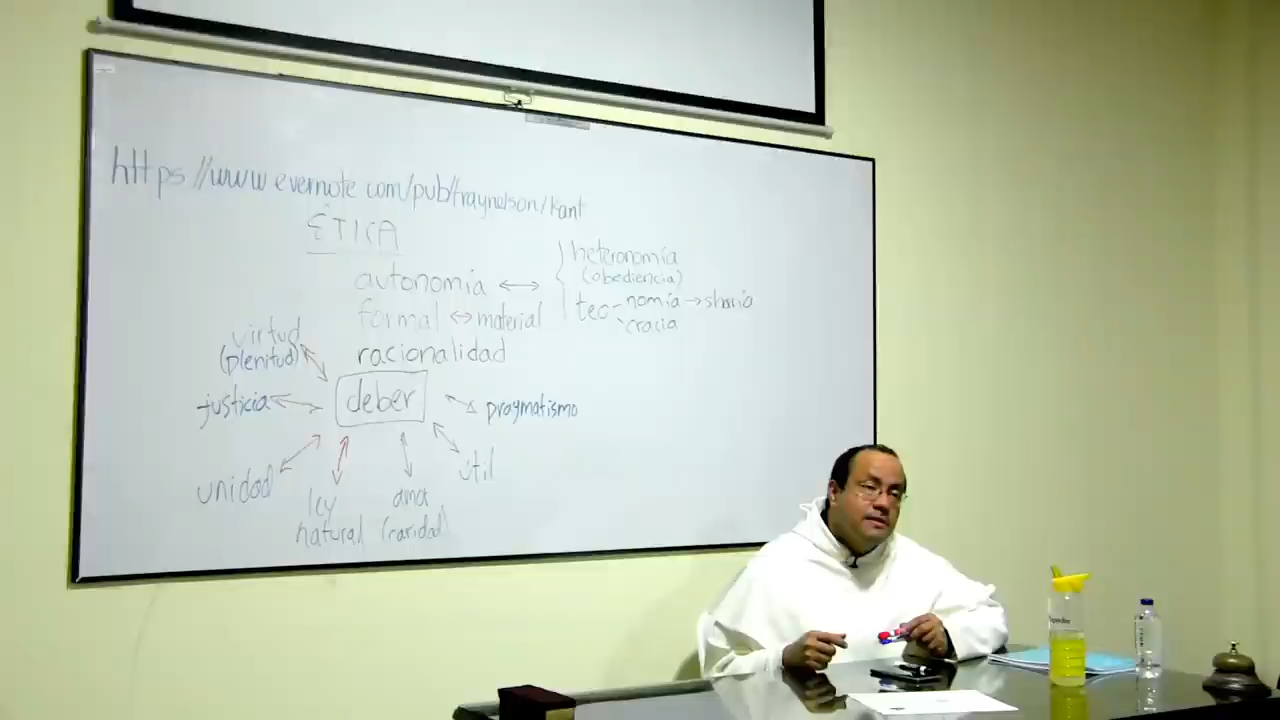 https://www.evernote.com/pub/fraynelson/kant
ÉTICA
autonomía ↔ { heteronomía
(obediencia)
formal ↔ material
teo nomía → sharia
cracia
racionalidad
virtud
(plenitud)
justicia
deber
pragmatismo
unidad
ley
natural
amor
(caridad)
útil